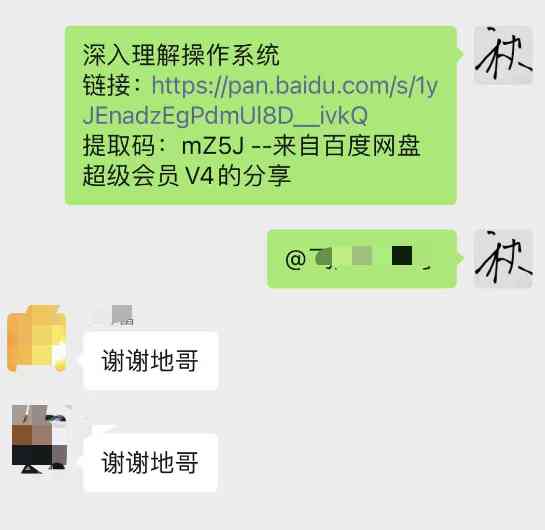 深入理解操作系统
链接：https://pan.baidu.com/s/1y
JEnadzEgPdmUl8D__ivkQ
提取码：mZ5J --来自百度网盘
超级会员 V4的分享
@
谢谢地哥
谢谢地哥